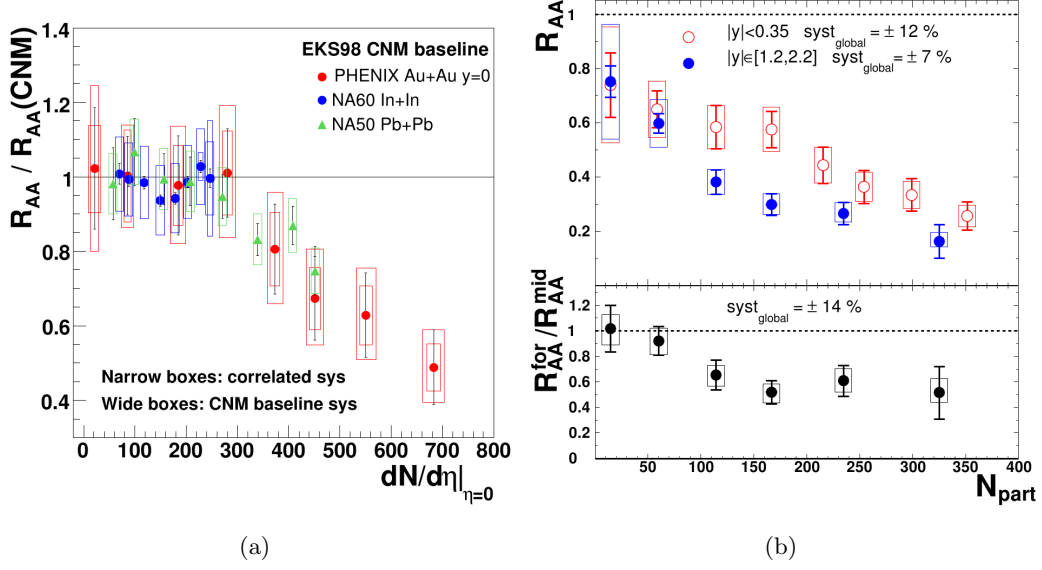 EKS98 CNM baseline
PHENIX Au+Au y=0
NA60 In+In
NA50 Pb+Pb
R_AA / R_AA(CNM)
1.4
1.2
1
0.8
0.6
0.4
Narrow boxes: correlated sys
Wide boxes: CNM baseline sys
0 100 200 300 400 500 600 700 800
dN/dη|η=0
(a)
R_AA
1
0.8
0.6
0.4
0.2
|y|<0.35 syst_global = ± 12 %
|y|∈[1.2,2.2] syst_global = ± 7 %
R_AA^for / R_AA^mid
1.2
1
0.8
0.6
0.4
0.2
0
syst_global = ± 14 %
50 100 150 200 250 300 350 400
N_part
(b)